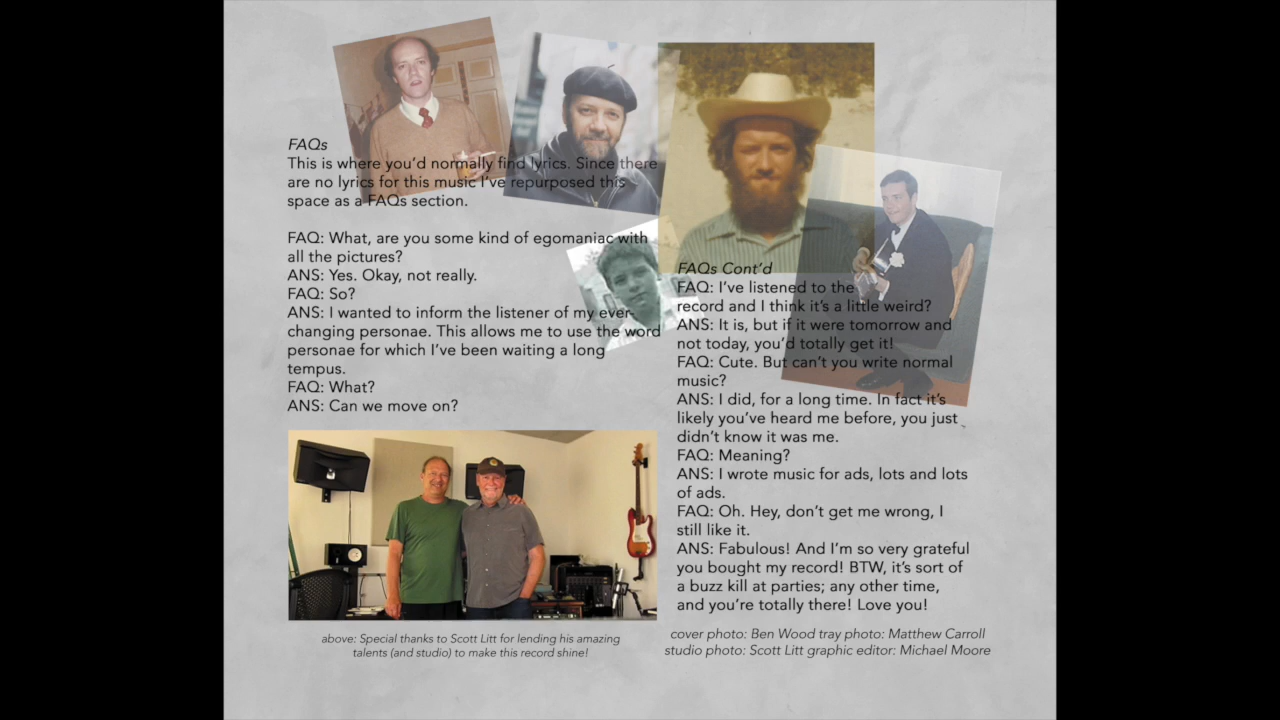 FAQs
This is where you'd normally find lyrics. Since there
are no lyrics for this music I've repurposed this
space as a FAQs section.
FAQ: What, are you some kind of egomaniac with
all the pictures?
ANS: Yes. Okay, not really.
FAQ: So?
ANS: I wanted to inform the listener of my ever-
changing personae. This allows me to use the word
personae for which I've been waiting a long
tempus.
FAQ: What?
ANS: Can we move on?
above: Special thanks to Scott Litt for lending his amazing
talents (and studio) to make this record shine!
FAQs Cont'd
FAQ: I've listened to the
record and I think it's a little weird?
ANS: It is, but if it were tomorrow and
not today, you'd totally get it!
FAQ: Cute. But can't you write normal
music?
ANS: I did, for a long time. In fact it's
likely you've heard me before, you just
didn't know it was me.
FAQ: Meaning?
ANS: I wrote music for ads, lots and lots
of ads.
FAQ: Oh. Hey, don't get me wrong, I
still like it.
ANS: Fabulous! And I'm so very grateful
you bought my record! BTW, it's sort of
a buzz kill at parties; any other time,
and you're totally there! Love you!
cover photo: Ben Wood tray photo: Matthew Carroll
studio photo: Scott Litt graphic editor: Michael Moore